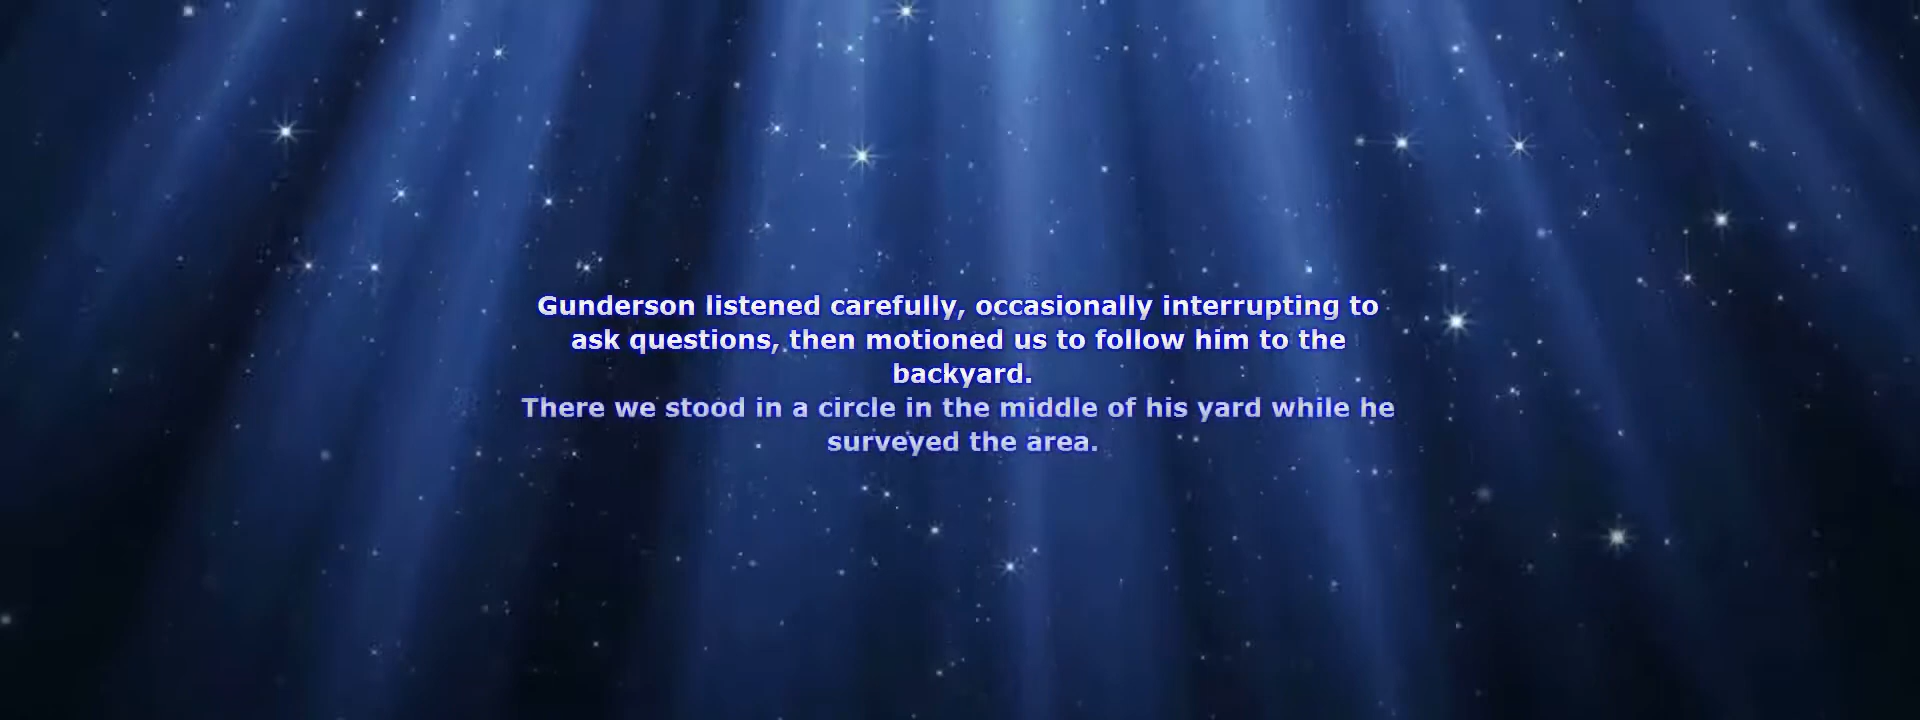 Gunderson listened carefully, occasionally interrupting to
ask questions, then motioned us to follow him to the
backyard.
There we stood in a circle in the middle of his yard while he
surveyed the area.